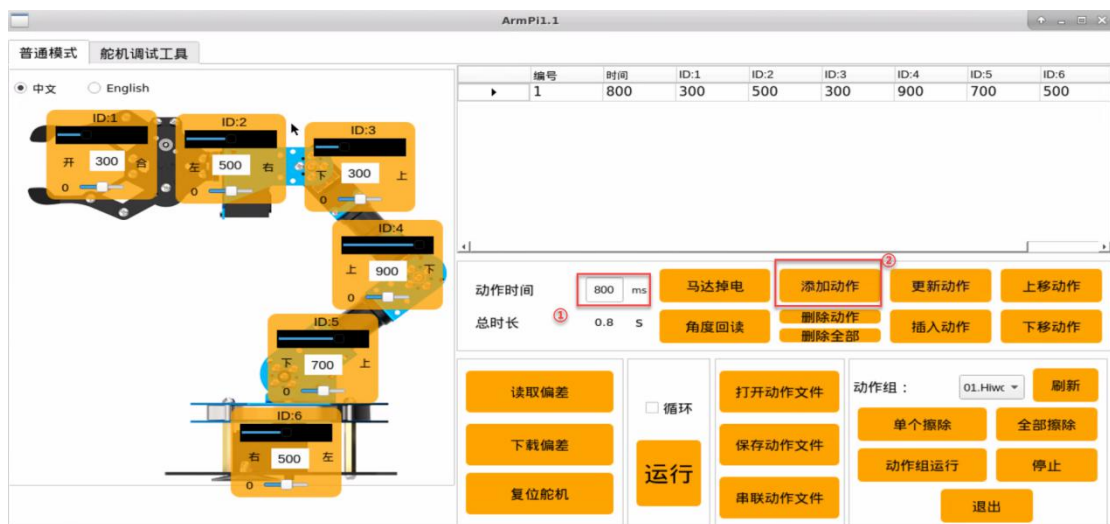 ArmPi1.1
普通模式 舵机调试工具
中文 English
编号 时间 ID:1 ID:2 ID:3 ID:4 ID:5 ID:6
1 800 300 500 300 900 700 500
ID:1
开 300 合
0
ID:2
左 500 右
0
ID:3
下 300 上
0
ID:4
上 900 下
0
ID:5
下 700 上
0
ID:6
右 500 左
0
动作时间 800 ms
总时长 ① 0.8 S
马达掉电
② 添加动作
更新动作
上移动作
角度回读
删除动作
删除全部
插入动作
下移动作
读取偏差
下载偏差
复位舵机
循环
运行
打开动作文件
保存动作文件
串联动作文件
动作组： 01.Hiwc 刷新
单个擦除 全部擦除
动作组运行 停止
退出